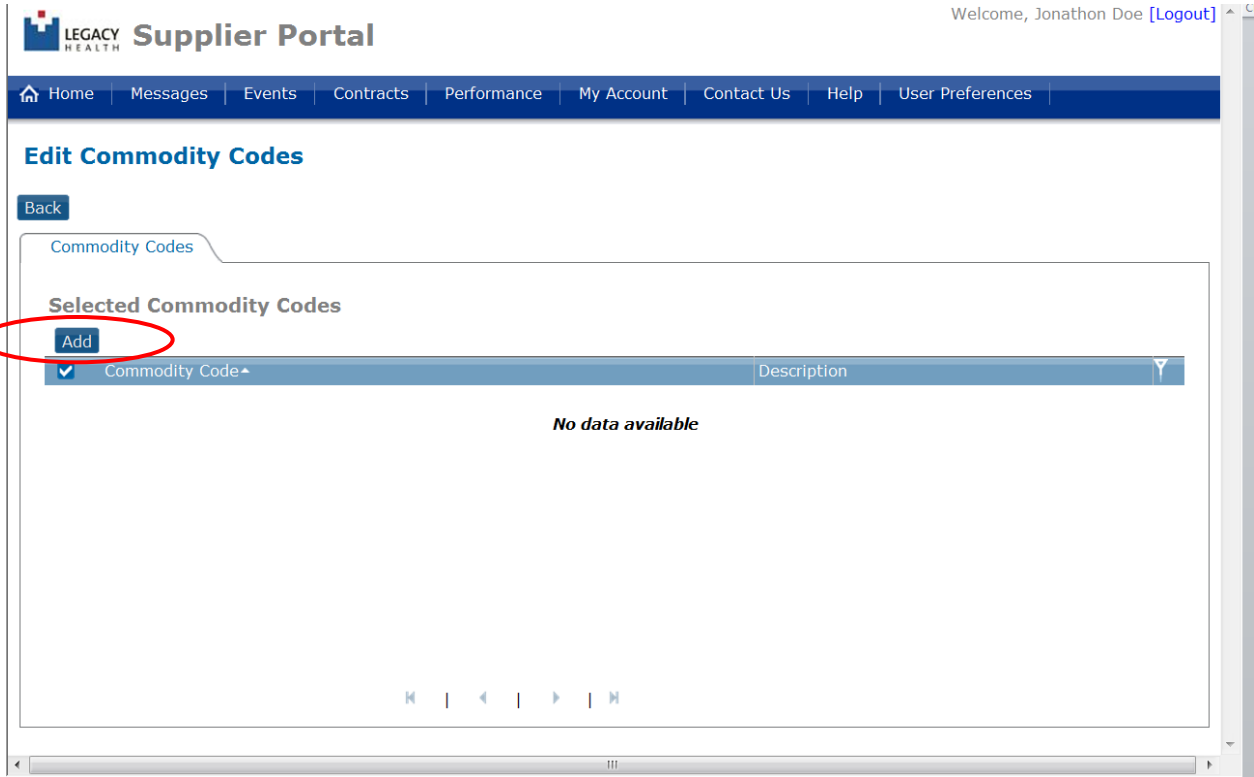 Welcome, Jonathon Doe [Logout]
LEGACY HEALTH Supplier Portal
Home Messages Events Contracts Performance My Account Contact Us Help User Preferences
Edit Commodity Codes
Back
Commodity Codes
Selected Commodity Codes
Add
Commodity Code Description
No data available